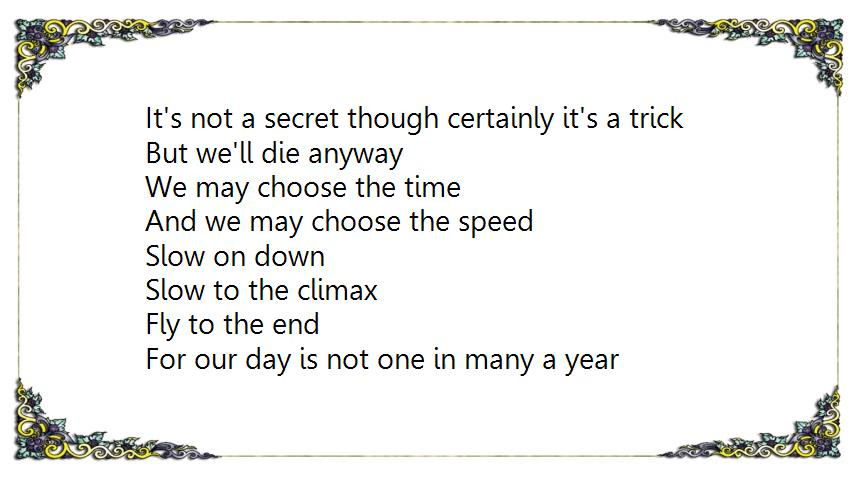 It's not a secret though certainly it's a trick
But we'll die anyway
We may choose the time
And we may choose the speed
Slow on down
Slow to the climax
Fly to the end
For our day is not one in many a year